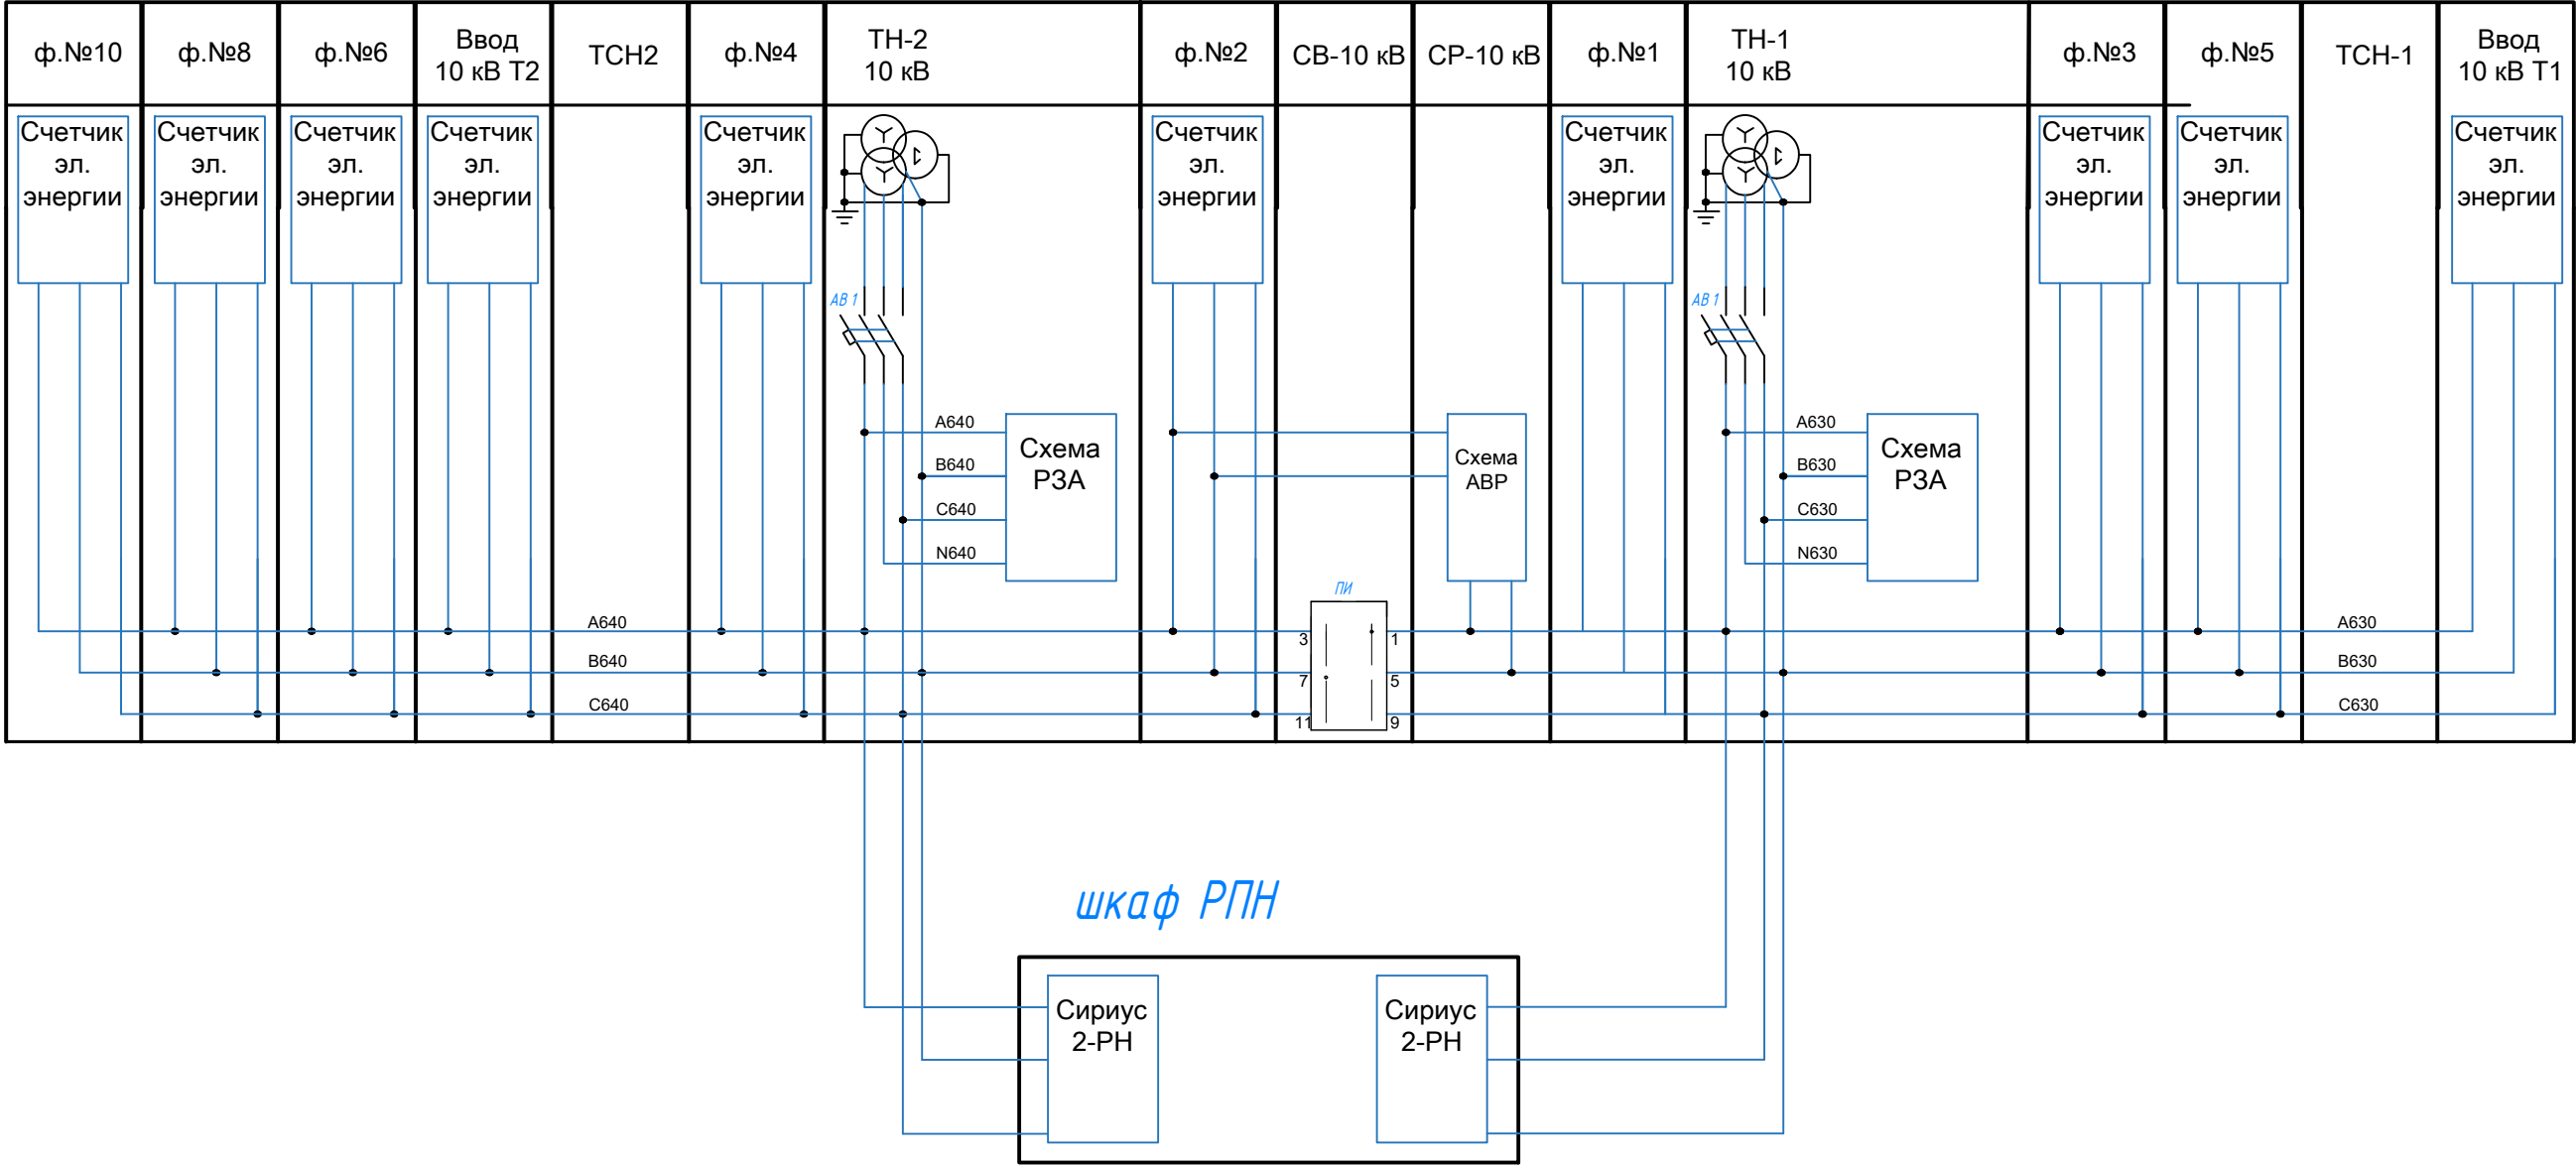 ф.№10
ф.№8
ф.№6
Ввод
10 кВ Т2
ТСН2
ф.№4
ТН-2
10 кВ
ф.№2
СВ-10 кВ
СР-10 кВ
ф.№1
ТН-1
10 кВ
ф.№3
ф.№5
ТСН-1
Ввод
10 кВ Т1
Счетчик
эл.
энергии
Счетчик
эл.
энергии
Счетчик
эл.
энергии
Счетчик
эл.
энергии
Счетчик
эл.
энергии
Счетчик
эл.
энергии
Счетчик
эл.
энергии
Счетчик
эл.
энергии
Счетчик
эл.
энергии
Счетчик
эл.
энергии
АВ 1
АВ 1
А640
В640
С640
N640
Схема
РЗА
Схема
АВР
А630
В630
С630
N630
Схема
РЗА
ПИ
А640
В640
С640
3
1
7
5
11
9
А630
В630
С630
шкаф РПН
Сириус
2-РН
Сириус
2-РН